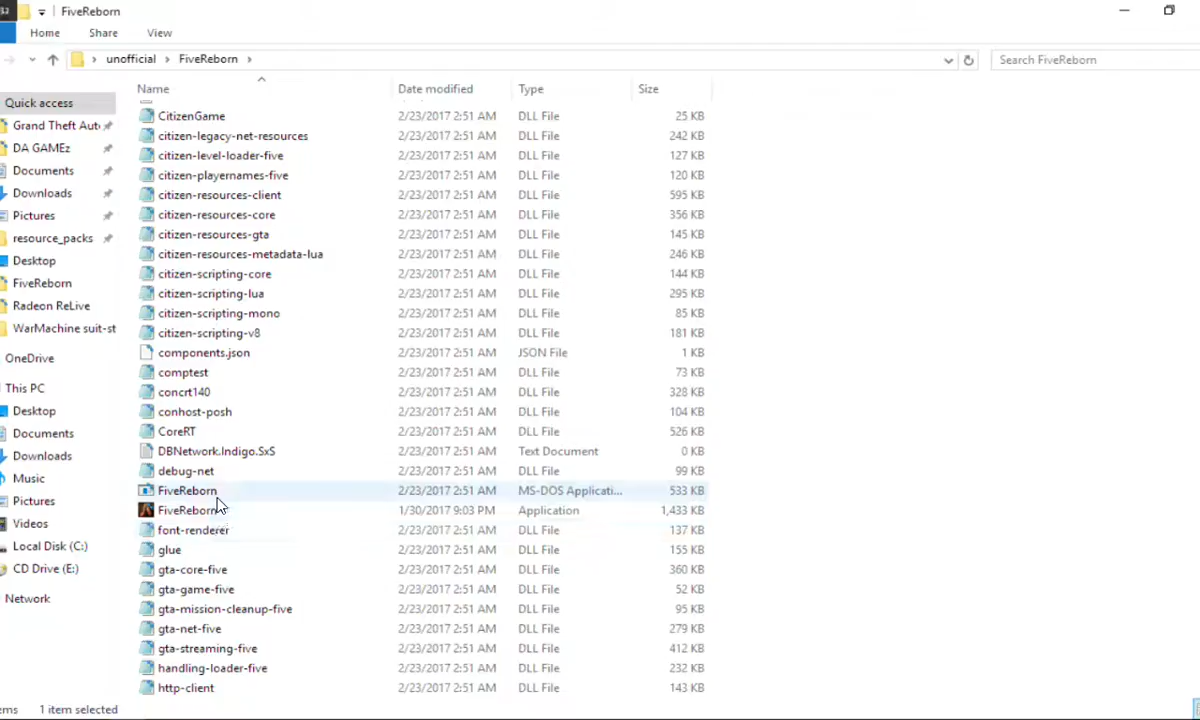 FiveReborn
Home Share View
unofficial FiveReborn Search FiveReborn
Name Date modified Type Size
Quick access
Grand Theft Aut
DA GAMEz
Documents
Downloads
Pictures
resource_packs
Desktop
FiveReborn
Radeon ReLive
WarMachine suit-st
OneDrive
This PC
Desktop
Documents
Downloads
Music
Pictures
Videos
Local Disk (C:)
CD Drive (E:)
Network
CitizenGame 2/23/2017 2:51 AM DLL File 25 KB
citizen-legacy-net-resources 2/23/2017 2:51 AM DLL File 242 KB
citizen-level-loader-five 2/23/2017 2:51 AM DLL File 127 KB
citizen-playernames-five 2/23/2017 2:51 AM DLL File 120 KB
citizen-resources-client 2/23/2017 2:51 AM DLL File 595 KB
citizen-resources-core 2/23/2017 2:51 AM DLL File 356 KB
citizen-resources-gta 2/23/2017 2:51 AM DLL File 145 KB
citizen-resources-metadata-lua 2/23/2017 2:51 AM DLL File 246 KB
citizen-scripting-core 2/23/2017 2:51 AM DLL File 144 KB
citizen-scripting-lua 2/23/2017 2:51 AM DLL File 295 KB
citizen-scripting-mono 2/23/2017 2:51 AM DLL File 85 KB
citizen-scripting-v8 2/23/2017 2:51 AM DLL File 181 KB
components.json 2/23/2017 2:51 AM JSON File 1 KB
comptest 2/23/2017 2:51 AM DLL File 73 KB
concrt140 2/23/2017 2:51 AM DLL File 328 KB
conhost-posh 2/23/2017 2:51 AM DLL File 104 KB
CoreRT 2/23/2017 2:51 AM DLL File 526 KB
DBNetwork.Indigo.SxS 2/23/2017 2:51 AM Text Document 0 KB
debug-net 2/23/2017 2:51 AM DLL File 99 KB
FiveReborn 2/23/2017 2:51 AM MS-DOS Applicati... 533 KB
FiveReborn 1/30/2017 9:03 PM Application 1,433 KB
font-renderer 2/23/2017 2:51 AM DLL File 137 KB
glue 2/23/2017 2:51 AM DLL File 155 KB
gta-core-five 2/23/2017 2:51 AM DLL File 360 KB
gta-game-five 2/23/2017 2:51 AM DLL File 52 KB
gta-mission-cleanup-five 2/23/2017 2:51 AM DLL File 95 KB
gta-net-five 2/23/2017 2:51 AM DLL File 279 KB
gta-streaming-five 2/23/2017 2:51 AM DLL File 412 KB
handling-loader-five 2/23/2017 2:51 AM DLL File 232 KB
http-client 2/23/2017 2:51 AM DLL File 143 KB
ems 1 item selected